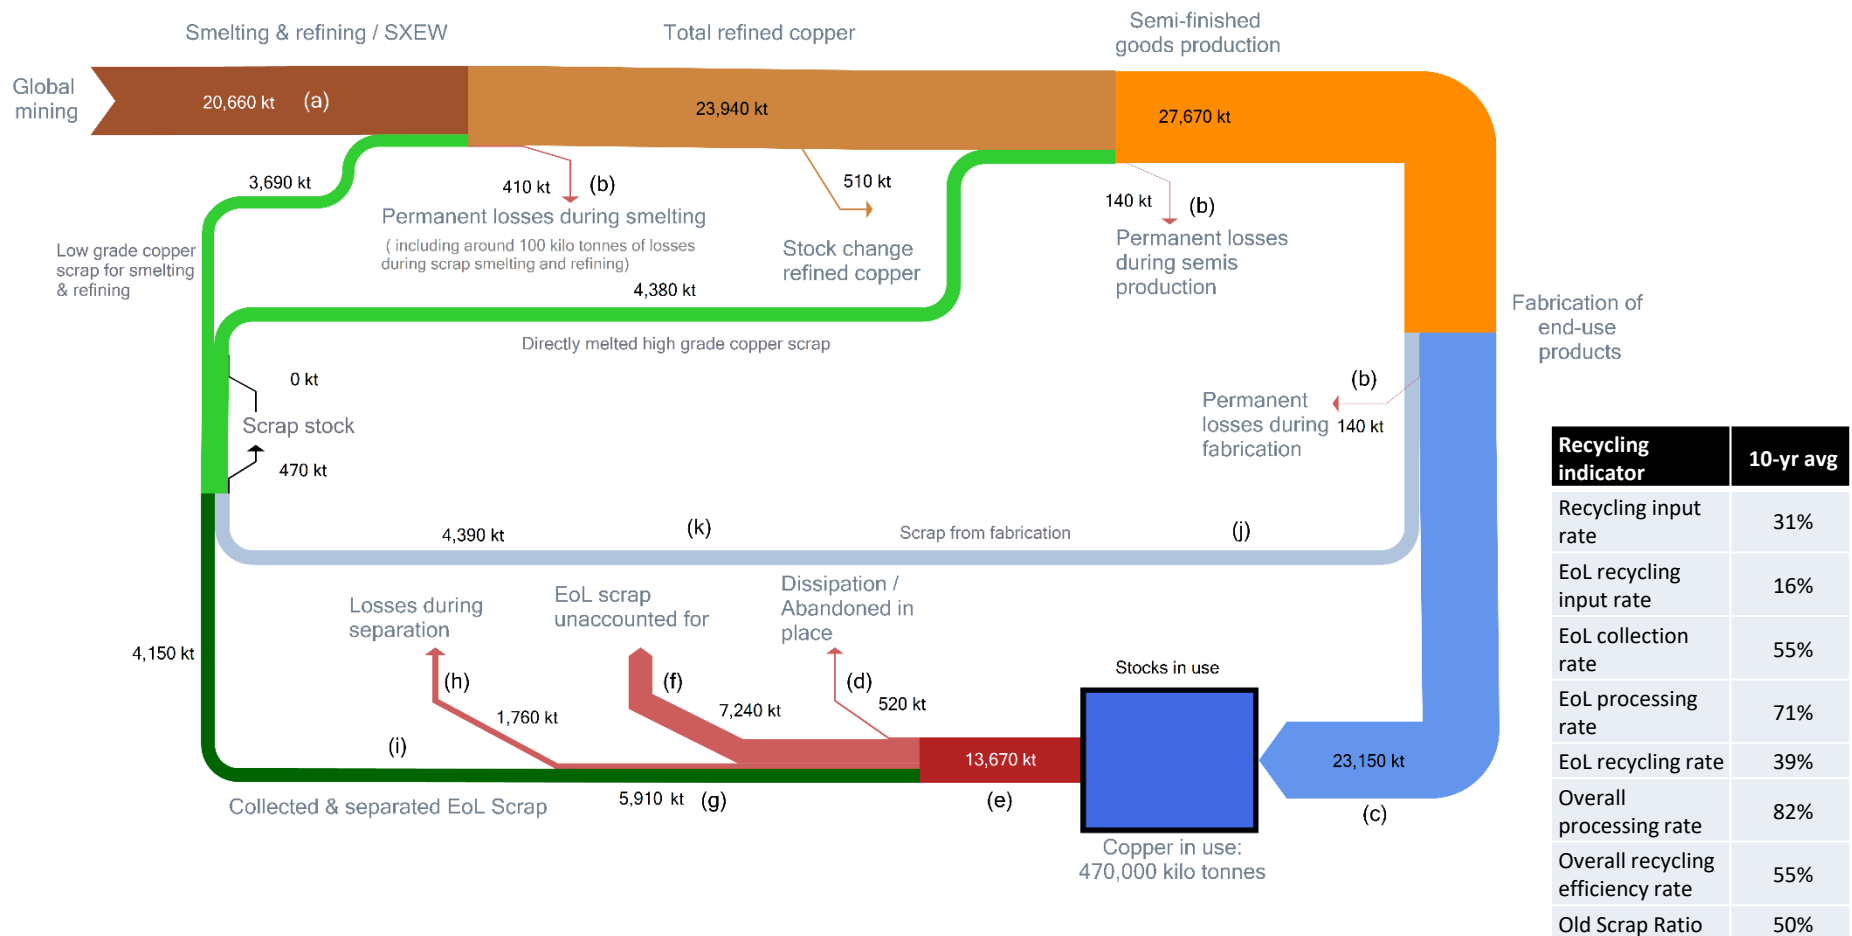 Smelting & refining / SXEW
Total refined copper
Semi-finished
goods production
Global
mining
20,660 kt
(a)
23,940 kt
27,670 kt
3,690 kt
410 kt
(b)
Permanent losses during smelting
( including around 100 kilo tonnes of losses
during scrap smelting and refining)
510 kt
Stock change
refined copper
140 kt
(b)
Permanent losses
during semis
production
Low grade copper
scrap for smelting
& refining
4,380 kt
Directly melted high grade copper scrap
Fabrication of
end-use
products
0 kt
Scrap stock
470 kt
(b)
Permanent
losses during
fabrication
140 kt
4,390 kt
(k)
Scrap from fabrication
(j)
Losses during
separation
EoL scrap
unaccounted for
Dissipation /
Abandoned in
place
4,150 kt
(h)
1,760 kt
(f)
7,240 kt
(d)
520 kt
Stocks in use
(i)
13,670 kt
23,150 kt
Collected & separated EoL Scrap
5,910 kt
(g)
(e)
(c)
Copper in use:
470,000 kilo tonnes
Recycling
indicator
10-yr avg
Recycling input
rate
31%
EoL recycling
input rate
16%
EoL collection
rate
55%
EoL processing
rate
71%
EoL recycling rate
39%
Overall
processing rate
82%
Overall recycling
efficiency rate
55%
Old Scrap Ratio
50%